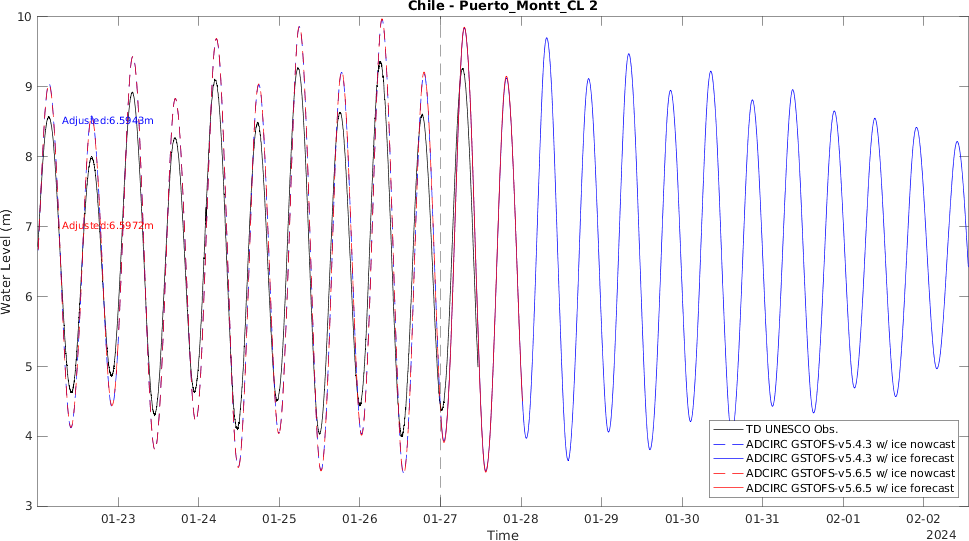 Chile - Puerto_Montt_CL 2
10
9
8
7
6
5
4
3
Water Level (m)
Adjusted:6.5943m
Adjusted:6.5972m
TD UNESCO Obs.
ADCIRC GSTOFS-v5.4.3 w/ ice nowcast
ADCIRC GSTOFS-v5.4.3 w/ ice forecast
ADCIRC GSTOFS-v5.6.5 w/ ice nowcast
ADCIRC GSTOFS-v5.6.5 w/ ice forecast
01-23 01-24 01-25 01-26 01-27 01-28 01-29 01-30 01-31 02-01 02-02
Time
2024